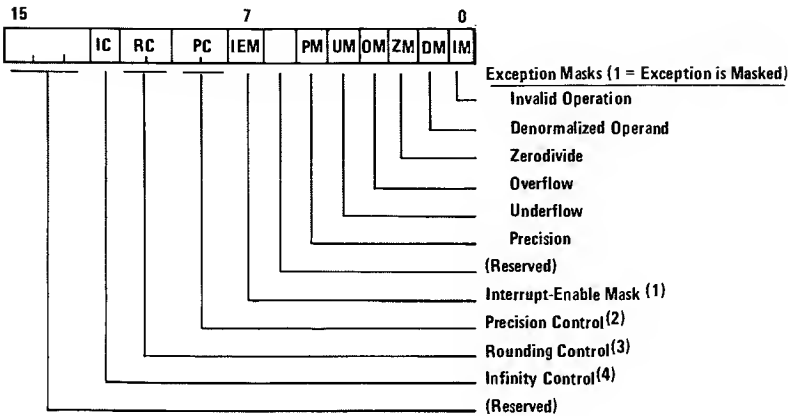 15 7 0
IC RC PC IEM PM UM OM ZM DM IM
Exception Masks (1 = Exception is Masked)
Invalid Operation
Denormalized Operand
Zerodivide
Overflow
Underflow
Precision
(Reserved)
Interrupt-Enable Mask (1)
Precision Control(2)
Rounding Control(3)
Infinity Control(4)
(Reserved)